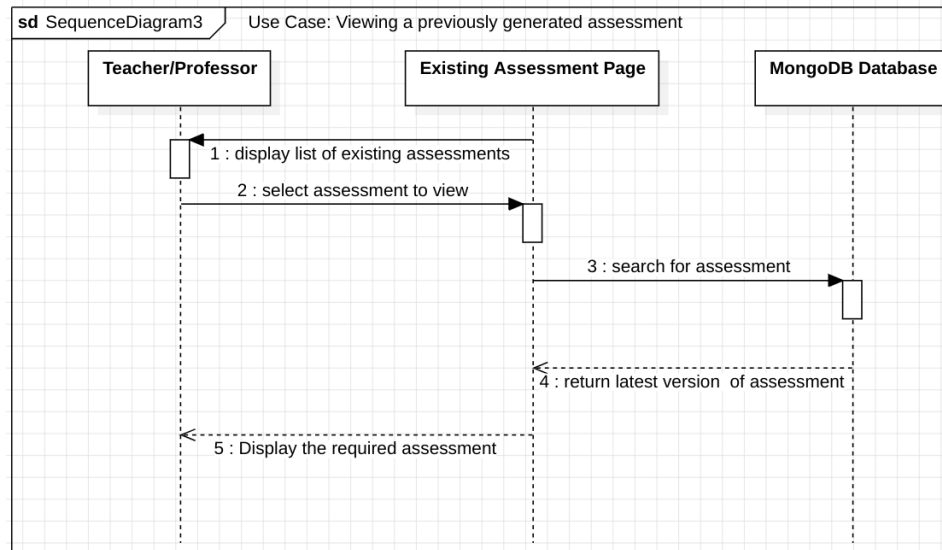 sd SequenceDiagram3 Use Case: Viewing a previously generated assessment
Teacher/Professor Existing Assessment Page MongoDB Database
1 : display list of existing assessments
2 : select assessment to view
3 : search for assessment
4 : return latest version of assessment
5 : Display the required assessment